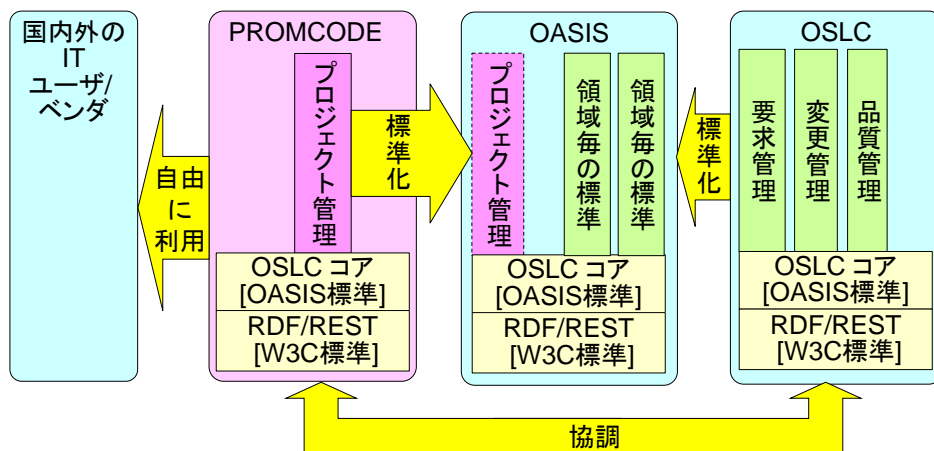 国内外の
IT
ユーザ/
ベンダ
自由
に
利用
PROMCODE
プロジェクト管理
標準化
OSLC コア
[OASIS標準]
RDF/REST
[W3C標準]
OASIS
プロジェクト管理
領域毎の標準
領域毎の標準
OSLC コア
[OASIS標準]
RDF/REST
[W3C標準]
標準化
OSLC
要求管理
変更管理
品質管理
OSLC コア
[OASIS標準]
RDF/REST
[W3C標準]
協調